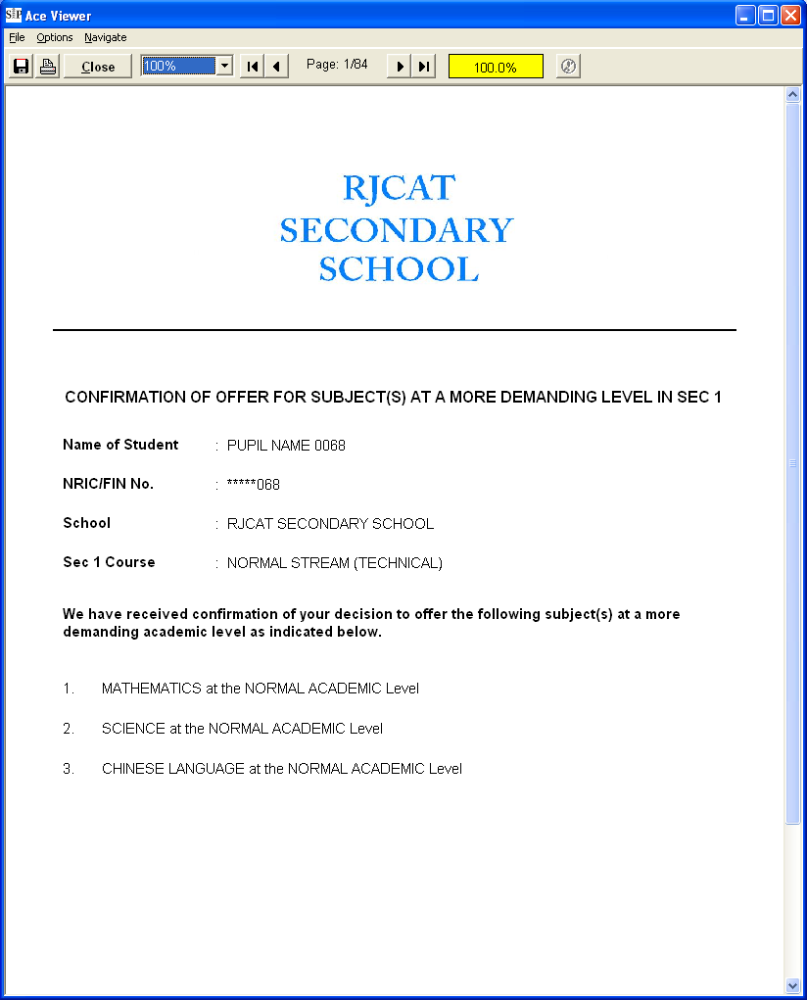 Ace Viewer
File Options Navigate
Close 100% Page: 1/84 100.0%
RJCAT
SECONDARY
SCHOOL
CONFIRMATION OF OFFER FOR SUBJECT(S) AT A MORE DEMANDING LEVEL IN SEC 1
Name of Student : PUPIL NAME 0068
NRIC/FIN No. : *****068
School : RJCAT SECONDARY SCHOOL
Sec 1 Course : NORMAL STREAM (TECHNICAL)
We have received confirmation of your decision to offer the following subject(s) at a more
demanding academic level as indicated below.
1. MATHEMATICS at the NORMAL ACADEMIC Level
2. SCIENCE at the NORMAL ACADEMIC Level
3. CHINESE LANGUAGE at the NORMAL ACADEMIC Level